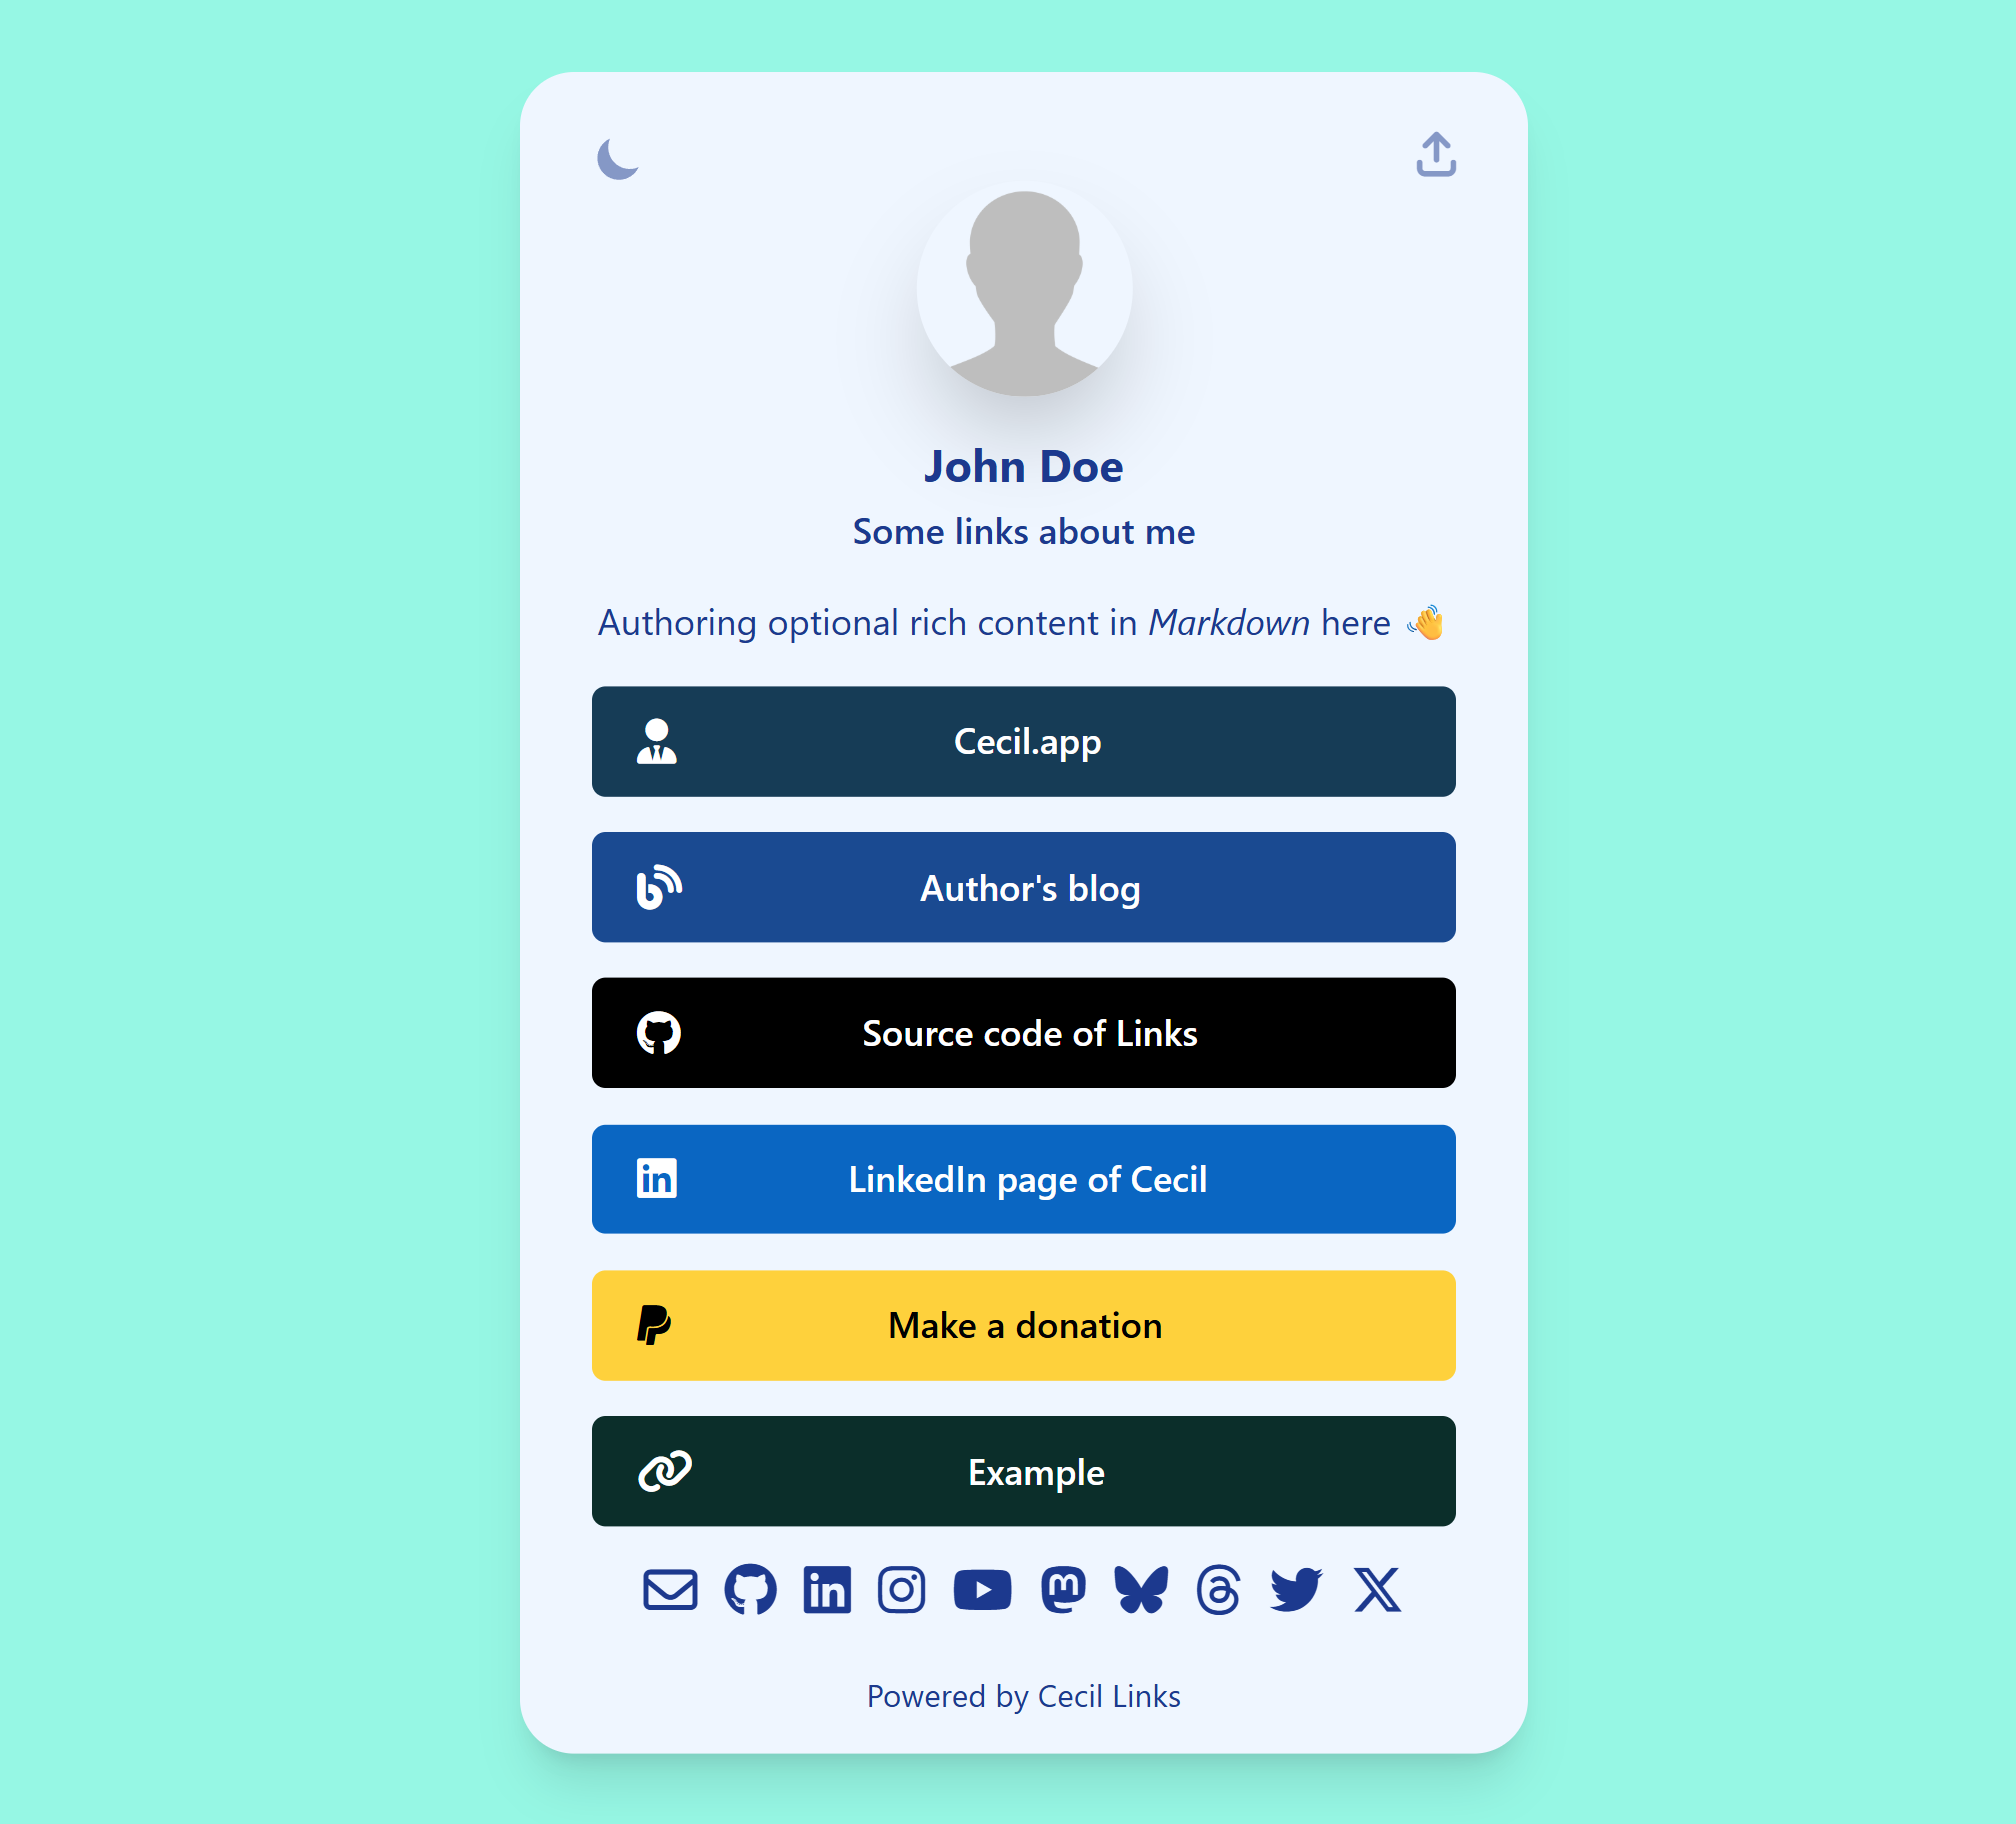 John Doe
Some links about me
Authoring optional rich content in Markdown here 👋
Cecil.app
Author's blog
Source code of Links
LinkedIn page of Cecil
Make a donation
Example
Powered by Cecil Links